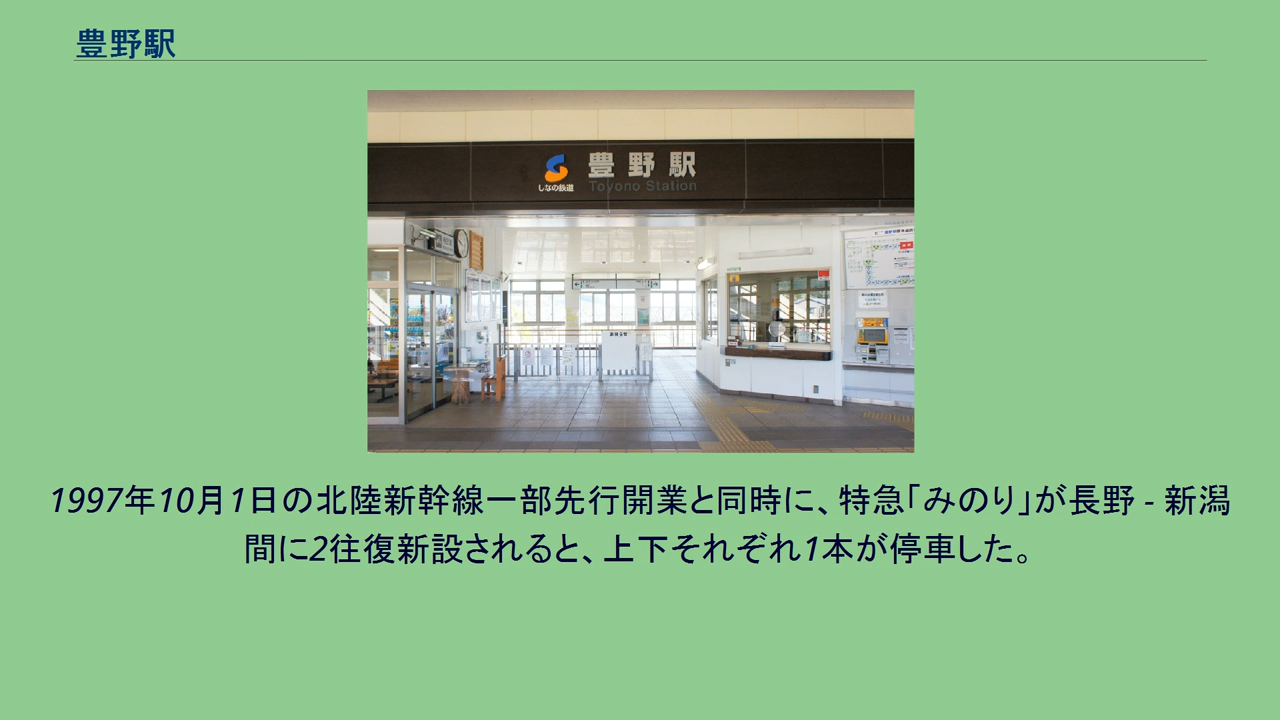 豊野駅
豊野駅
しなの鉄道
Toyono Station
1997年10月1日の北陸新幹線一部先行開業と同時に、特急「みのり」が長野 - 新潟
間に2往復新設されると、上下それぞれ1本が停車した。